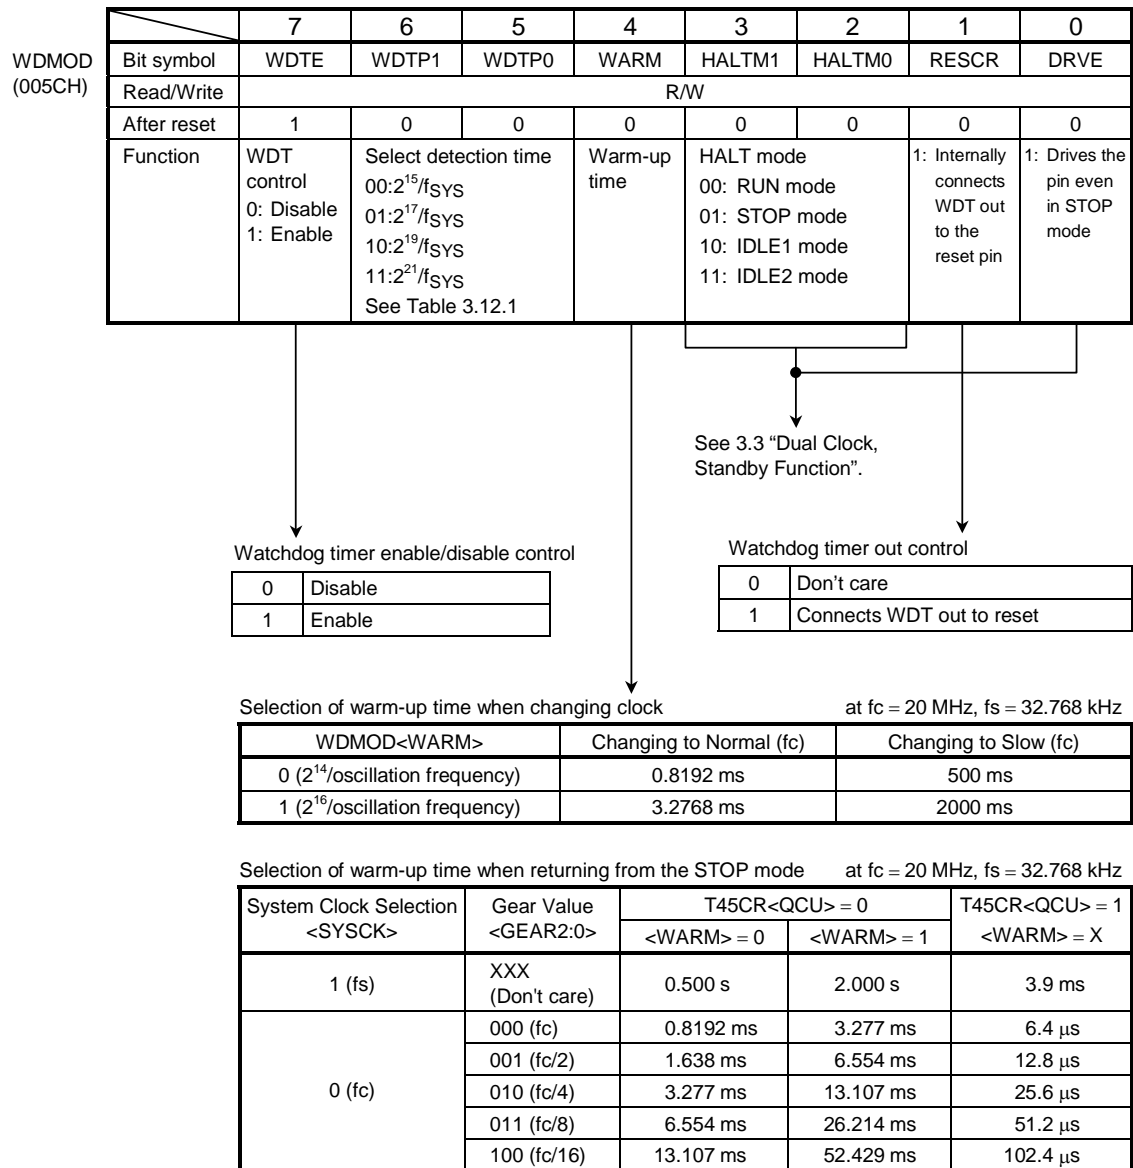 7 6 5 4 3 2 1 0
WDMOD
(005CH)
Bit symbol WDTE WDTP1 WDTP0 WARM HALTM1 HALTM0 RESCR DRVE
Read/Write R/W
After reset 1 0 0 0 0 0 0 0
Function
WDT
control
0: Disable
1: Enable
Select detection time
00:2¹⁵/fSYS
01:2¹⁷/fSYS
10:2¹⁹/fSYS
11:2²¹/fSYS
See Table 3.12.1
Warm-up
time
HALT mode
00: RUN mode
01: STOP mode
10: IDLE1 mode
11: IDLE2 mode
1: Internally
connects
WDT out
to the
reset pin
1: Drives the
pin even
in STOP
mode
See 3.3 “Dual Clock,
Standby Function”.
Watchdog timer enable/disable control
0 Disable
1 Enable
Watchdog timer out control
0 Don't care
1 Connects WDT out to reset
Selection of warm-up time when changing clock at fc = 20 MHz, fs = 32.768 kHz
WDMOD<WARM> Changing to Normal (fc) Changing to Slow (fc)
0 (2¹⁴/oscillation frequency) 0.8192 ms 500 ms
1 (2¹⁶/oscillation frequency) 3.2768 ms 2000 ms
Selection of warm-up time when returning from the STOP mode at fc = 20 MHz, fs = 32.768 kHz
System Clock Selection
<SYSCK>
Gear Value
<GEAR2:0>
T45CR<QCU> = 0
<WARM> = 0 <WARM> = 1
T45CR<QCU> = 1
<WARM> = X
1 (fs)
XXX
(Don't care)
0.500 s 2.000 s 3.9 ms
0 (fc)
000 (fc) 0.8192 ms 3.277 ms 6.4 μs
001 (fc/2) 1.638 ms 6.554 ms 12.8 μs
010 (fc/4) 3.277 ms 13.107 ms 25.6 μs
011 (fc/8) 6.554 ms 26.214 ms 51.2 μs
100 (fc/16) 13.107 ms 52.429 ms 102.4 μs